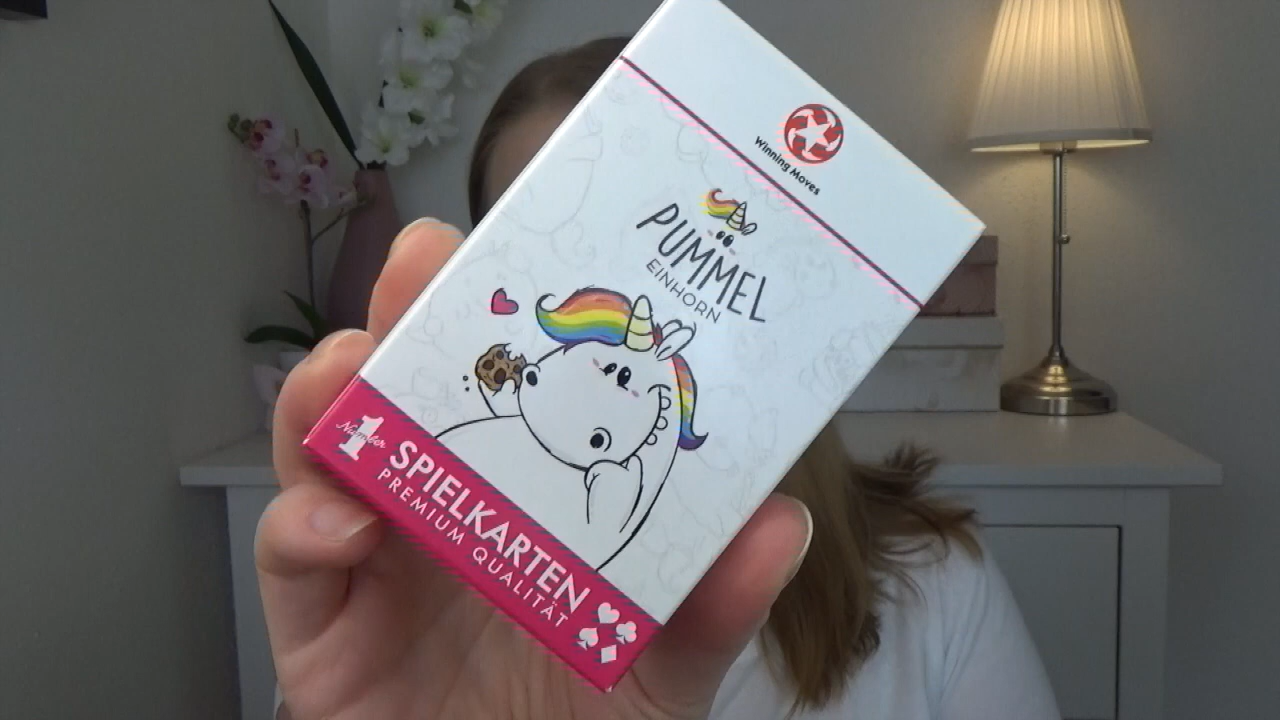 Winning Moves
PUMMEL
EINHORN
Number 1
SPIELKARTEN
PREMIUM QUALITÄT